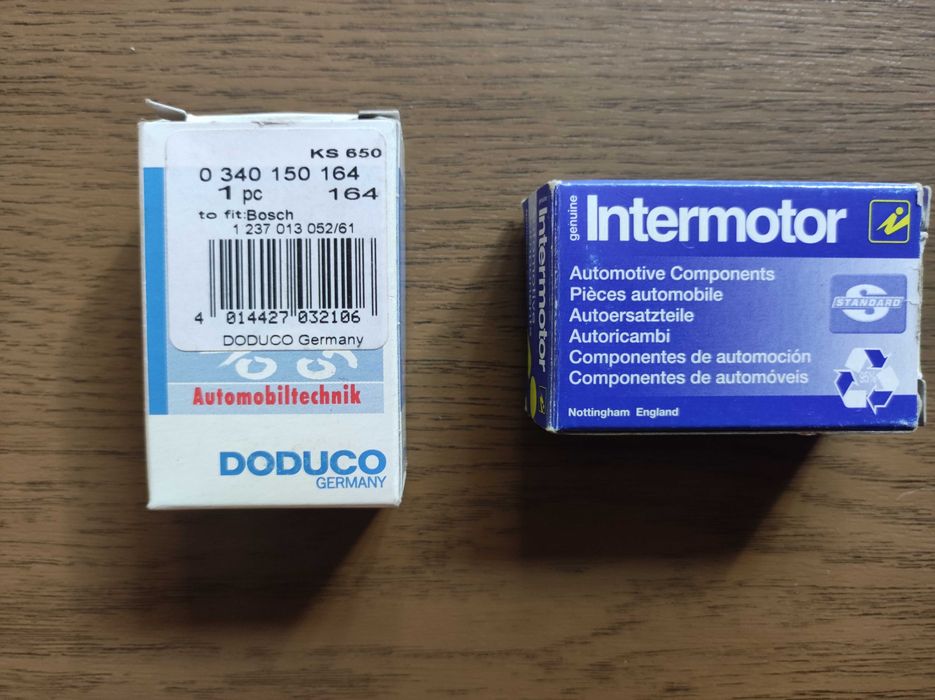 KS 650
0 340 150 164
1 pc 164
to fit:Bosch
1 237 013 052/61
4 014427 032106
DODUCO Germany
Automobiltechnik
DODUCO
GERMANY
genuine
Intermotor
Automotive Components
Pièces automobile
Autoersatzteile
Autoricambi
Componentes de automoción
Componentes de automóveis
Nottingham England
S
STANDARD
95%
Intermotor